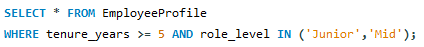 SELECT * FROM EmployeeProfile
WHERE tenure_years >= 5 AND role_level IN ('Junior','Mid');